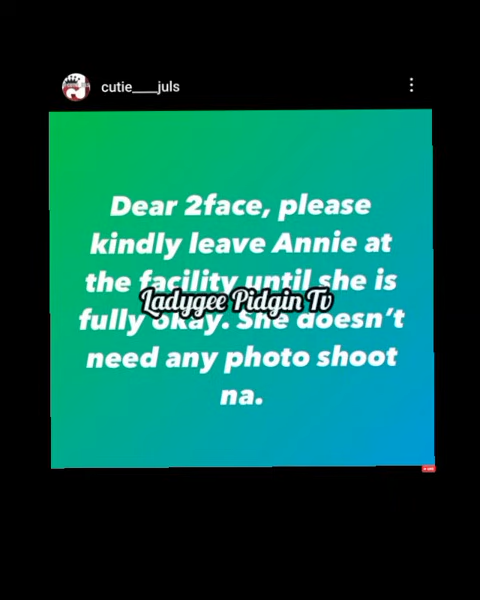 cutie____juls
Dear 2face, please
kindly leave Annie at
the facility until she is
Ladygee Pidgin Tv
fully okay. She doesn't
need any photo shoot
na.